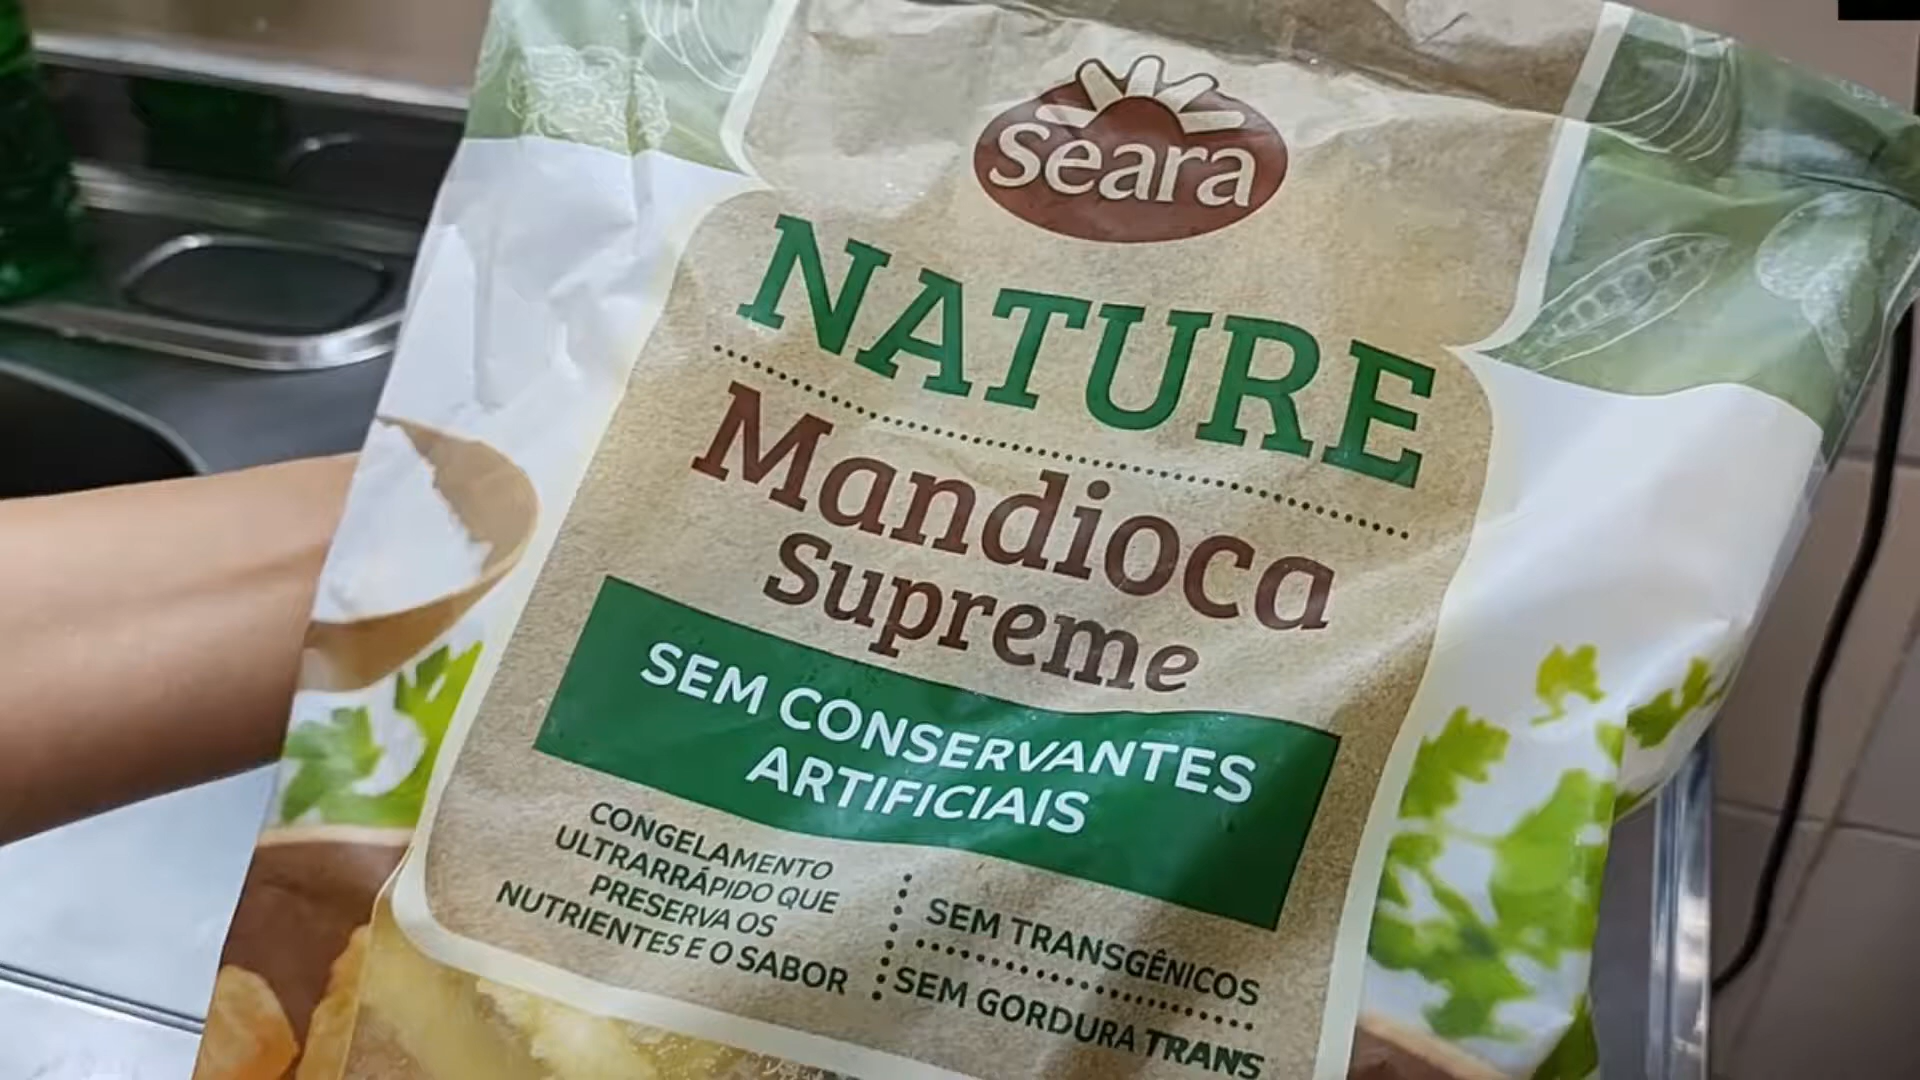 seara
NATURE
Mandioca
Supreme
SEM CONSERVANTES
ARTIFICIAIS
CONGELAMENTO
ULTRARRÁPIDO QUE
PRESERVA OS
NUTRIENTES E O SABOR
SEM TRANSGÊNICOS
SEM GORDURA TRANS